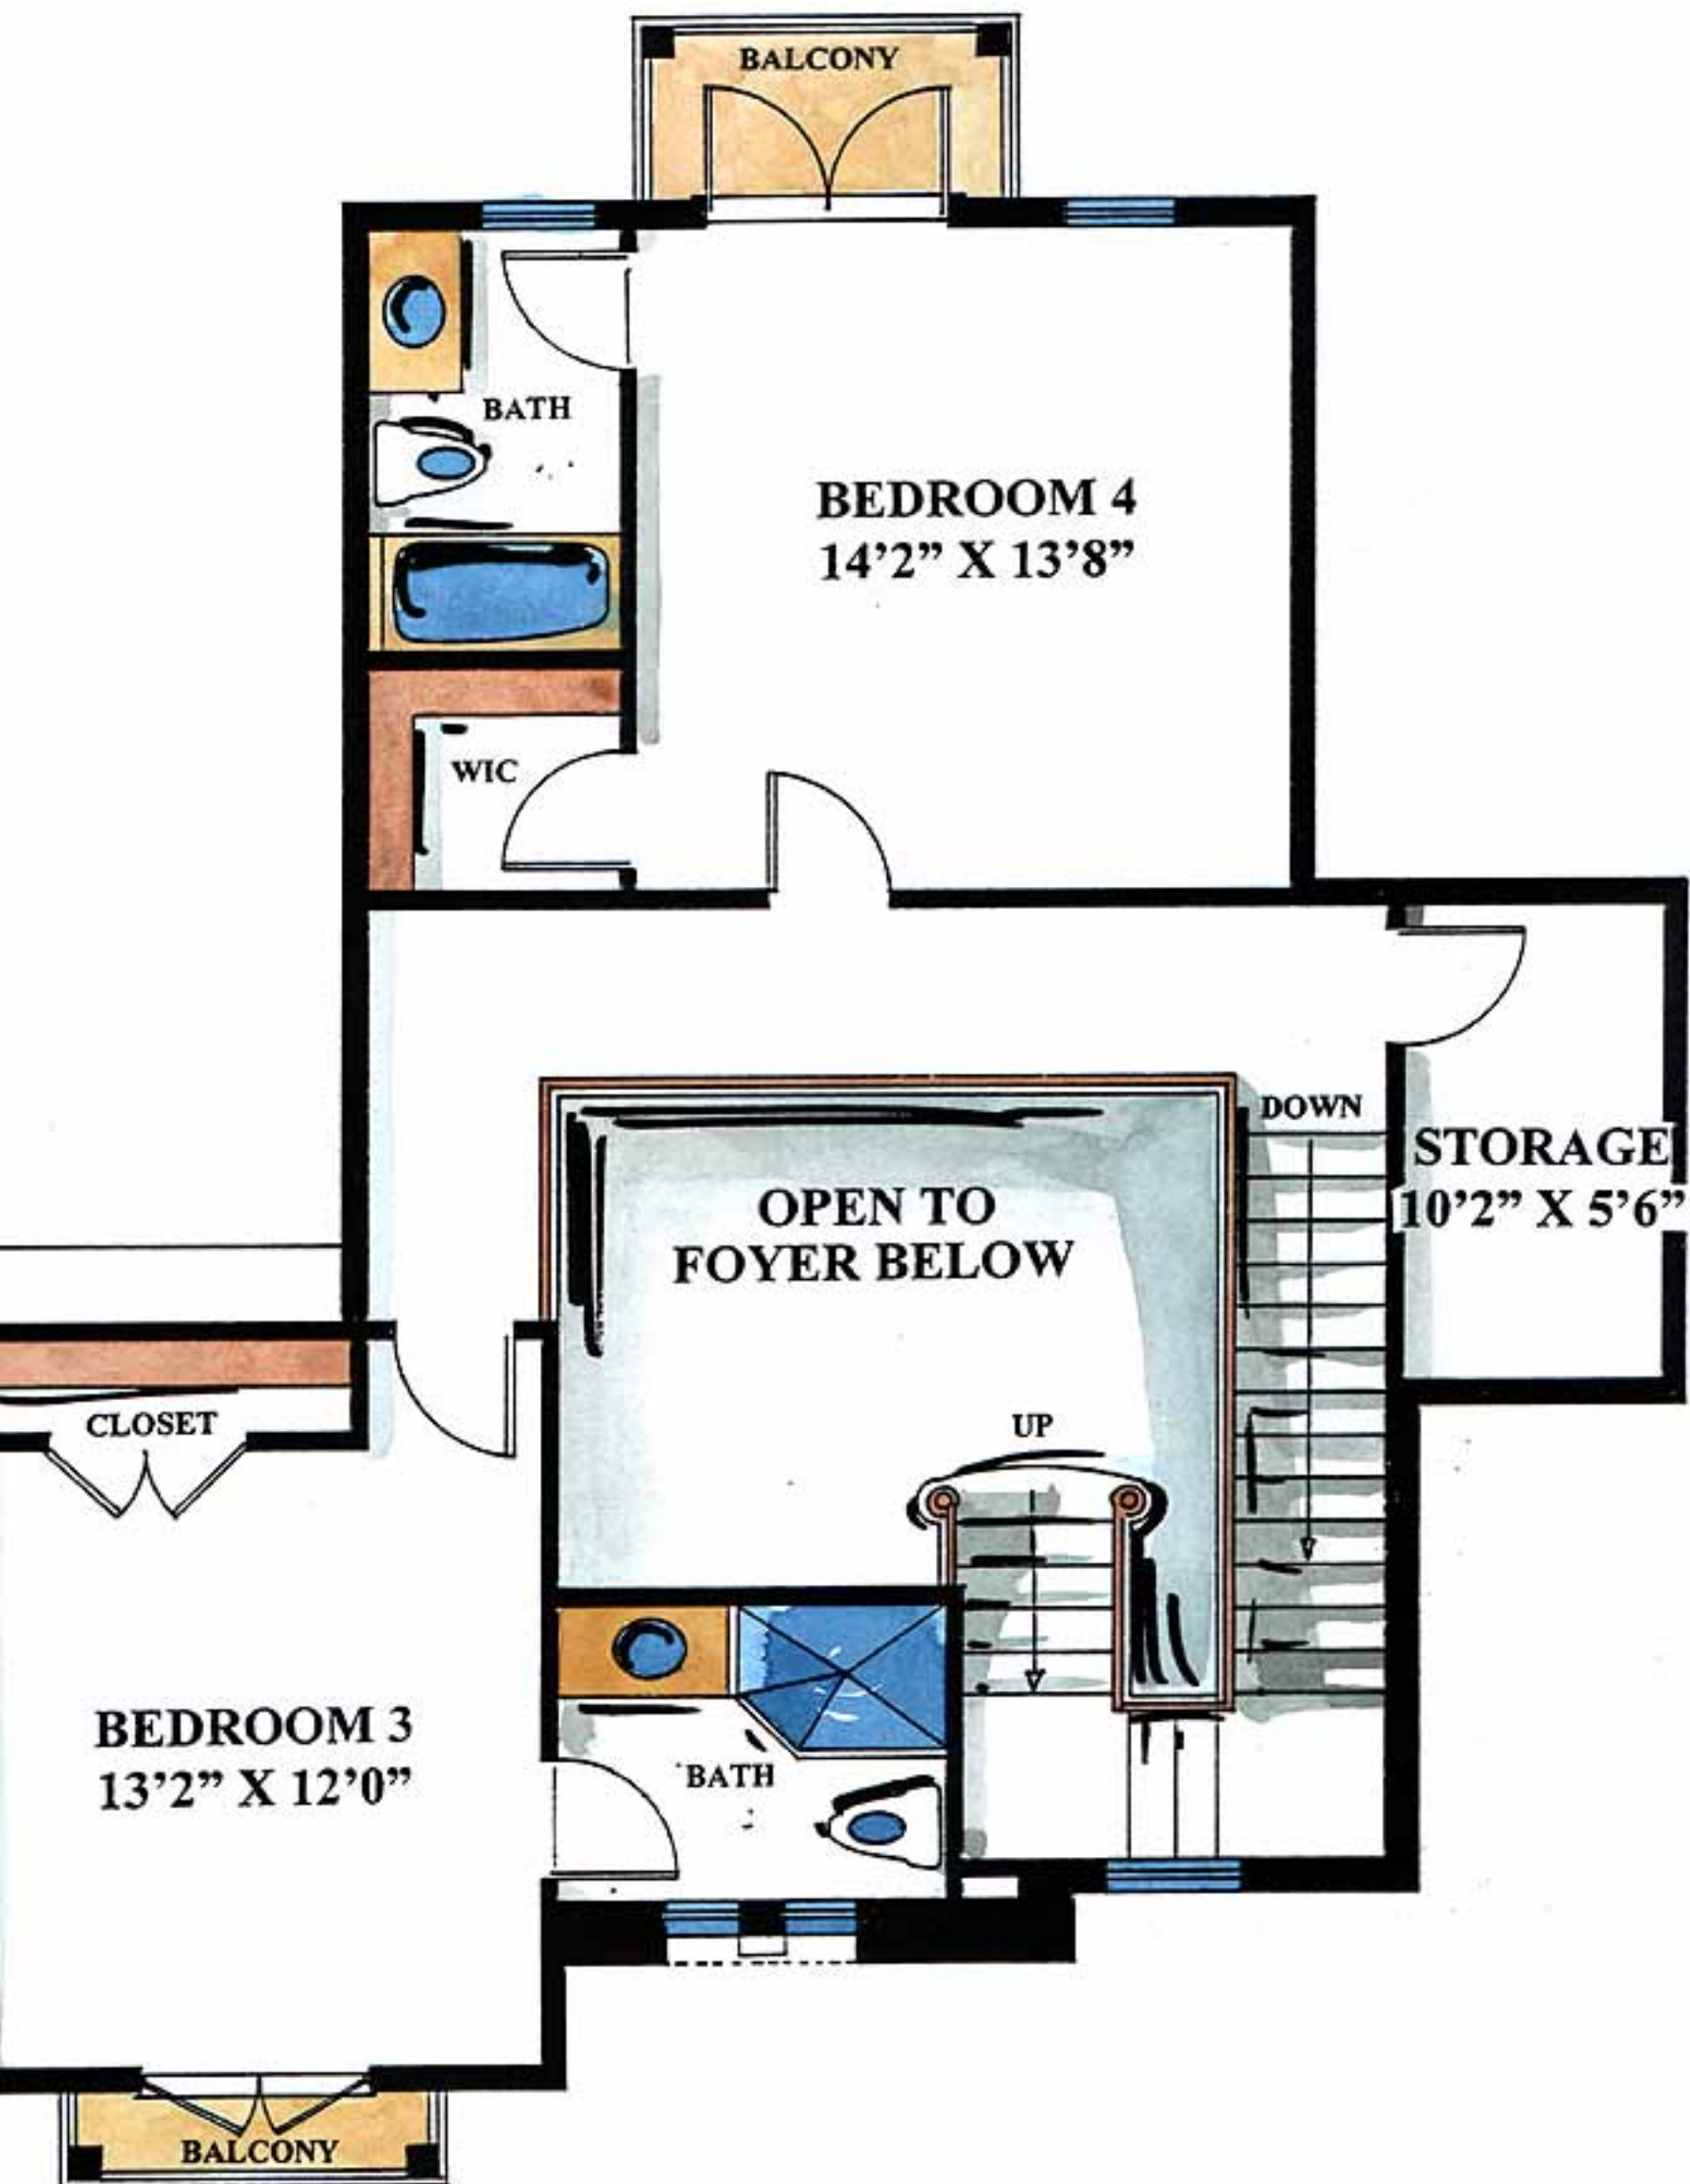 BALCONY
BATH
BEDROOM 4
14’2” X 13’8”
WIC
DOWN
STORAGE
10’2” X 5’6”
OPEN TO
FOYER BELOW
UP
CLOSET
BEDROOM 3
13’2” X 12’0”
BATH
BALCONY